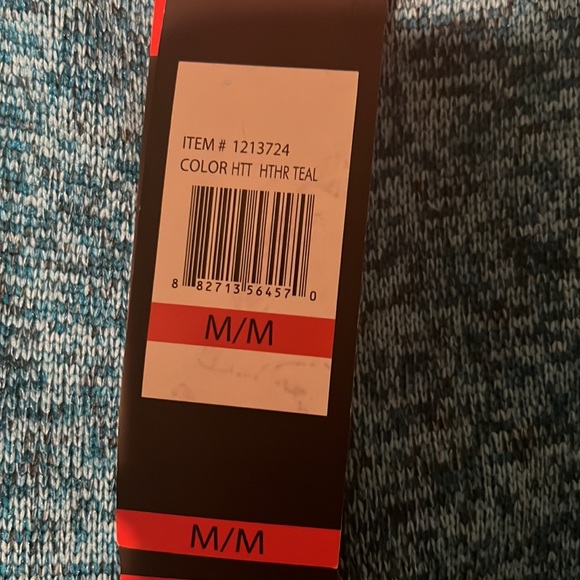 ITEM # 1213724
COLOR HTT HTHR TEAL
8 82713 56457 0
M/M
M/M